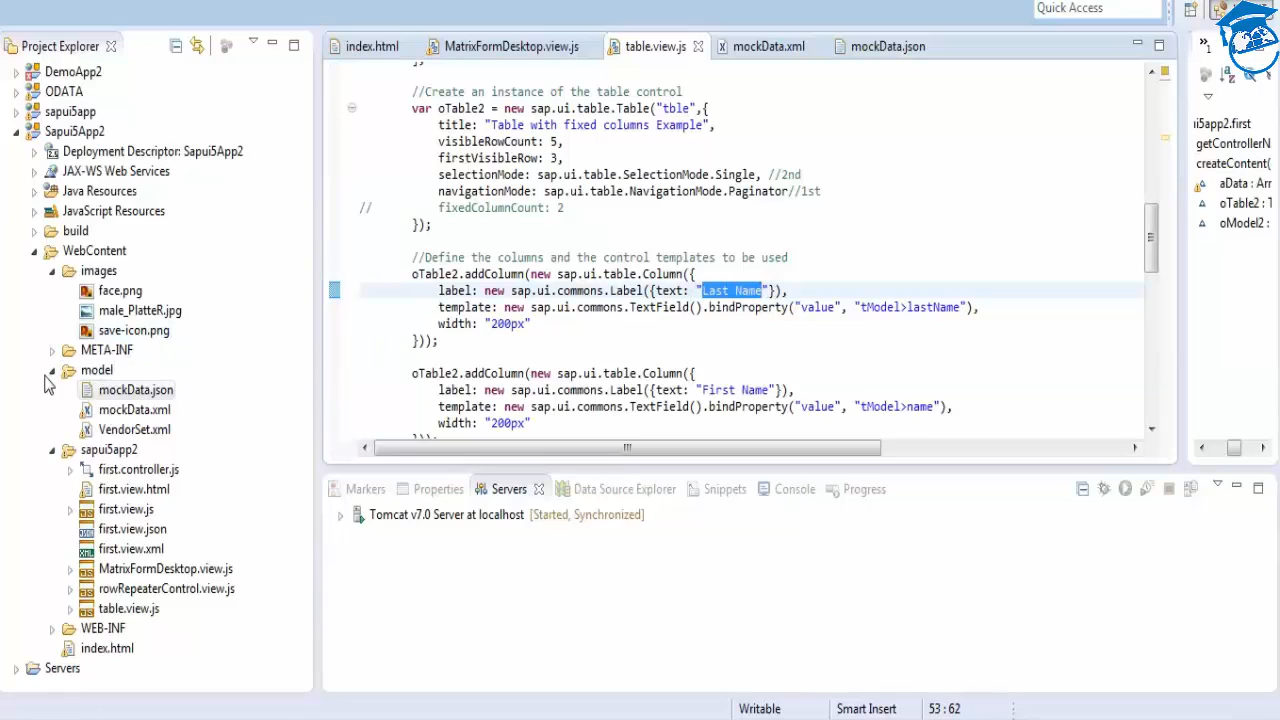 Quick Access
Project Explorer
DemoApp2
ODATA
sapui5app
Sapui5App2
Deployment Descriptor: Sapui5App2
JAX-WS Web Services
Java Resources
JavaScript Resources
build
WebContent
images
face.png
male_PlatteR.jpg
save-icon.png
META-INF
model
mockData.json
mockData.xml
VendorSet.xml
sapui5app2
first.controller.js
first.view.html
first.view.js
first.view.json
first.view.xml
MatrixFormDesktop.view.js
rowRepeaterControl.view.js
table.view.js
WEB-INF
index.html
Servers
index.html
MatrixFormDesktop.view.js
table.view.js
mockData.xml
mockData.json
//Create an instance of the table control
var oTable2 = new sap.ui.table.Table("tble",{
title: "Table with fixed columns Example",
visibleRowCount: 5,
firstVisibleRow: 3,
selectionMode: sap.ui.table.SelectionMode.Single, //2nd
navigationMode: sap.ui.table.NavigationMode.Paginator//1st
// fixedColumnCount: 2
});
//Define the columns and the control templates to be used
oTable2.addColumn(new sap.ui.table.Column({
label: new sap.ui.commons.Label({text: "Last Name"}),
template: new sap.ui.commons.TextField().bindProperty("value", "tModel>lastName"),
width: "200px"
}));
oTable2.addColumn(new sap.ui.table.Column({
label: new sap.ui.commons.Label({text: "First Name"}),
template: new sap.ui.commons.TextField().bindProperty("value", "tModel>name"),
width: "200px"
}));
i5app2.first
getControllerN
createContent(
aData: Arr
oTable2: T
oModel2:
Markers
Properties
Servers
Data Source Explorer
Snippets
Console
Progress
Tomcat v7.0 Server at localhost [Started, Synchronized]
Writable
Smart Insert
53 : 62